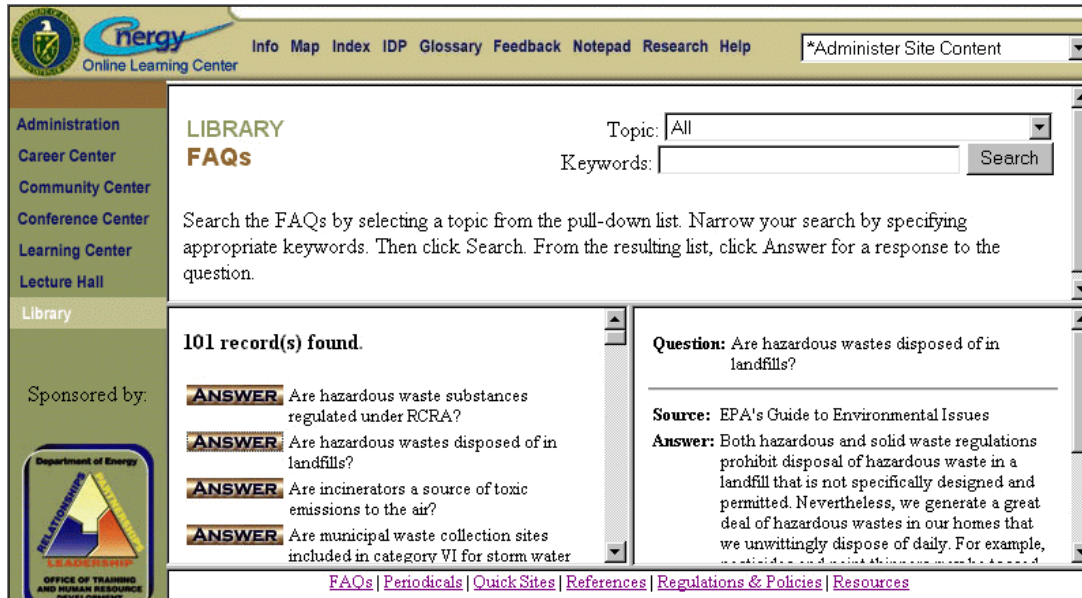 energy
Online Learning Center
Info Map Index IDP Glossary Feedback Notepad Research Help
*Administer Site Content
Administration
Career Center
Community Center
Conference Center
Learning Center
Lecture Hall
Library
Sponsored by:
Department of Energy
RELATIONSHIPS
PARTNERSHIPS
LEADERSHIP
OFFICE OF TRAINING
AND HUMAN RESOURCE
DEVELOPMENT
LIBRARY
FAQs
Topic: All
Keywords:
Search
Search the FAQs by selecting a topic from the pull-down list. Narrow your search by specifying
appropriate keywords. Then click Search. From the resulting list, click Answer for a response to the
question.
101 record(s) found.
ANSWER Are hazardous waste substances
regulated under RCRA?
ANSWER Are hazardous wastes disposed of in
landfills?
ANSWER Are incinerators a source of toxic
emissions to the air?
ANSWER Are municipal waste collection sites
included in category VI for storm water
Question: Are hazardous wastes disposed of in
landfills?
Source: EPA's Guide to Environmental Issues
Answer: Both hazardous and solid waste regulations
prohibit disposal of hazardous waste in a
landfill that is not specifically designed and
permitted. Nevertheless, we generate a great
deal of hazardous wastes in our homes that
we unwittingly dispose of daily. For example,
FAQs | Periodicals | Quick Sites | References | Regulations & Policies | Resources